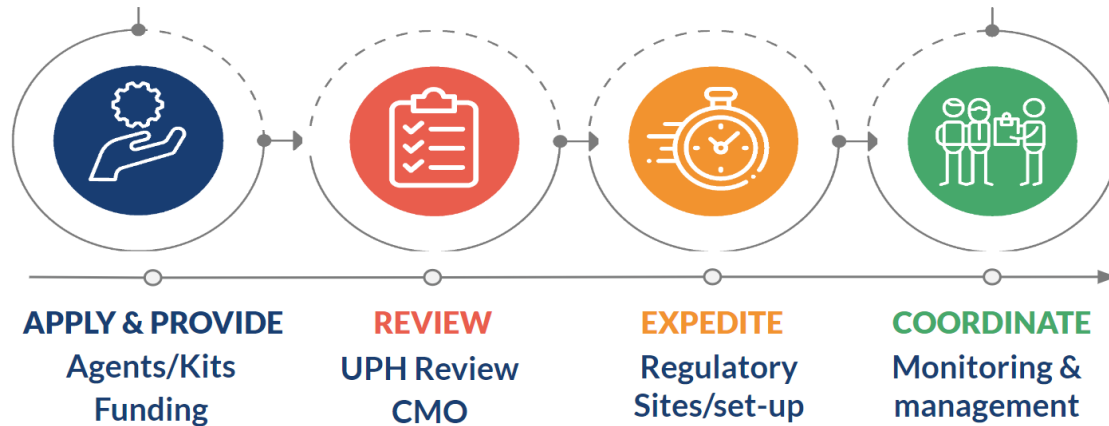 APPLY & PROVIDE
Agents/Kits
Funding
REVIEW
UPH Review
CMO
EXPEDITE
Regulatory
Sites/set-up
COORDINATE
Monitoring &
management